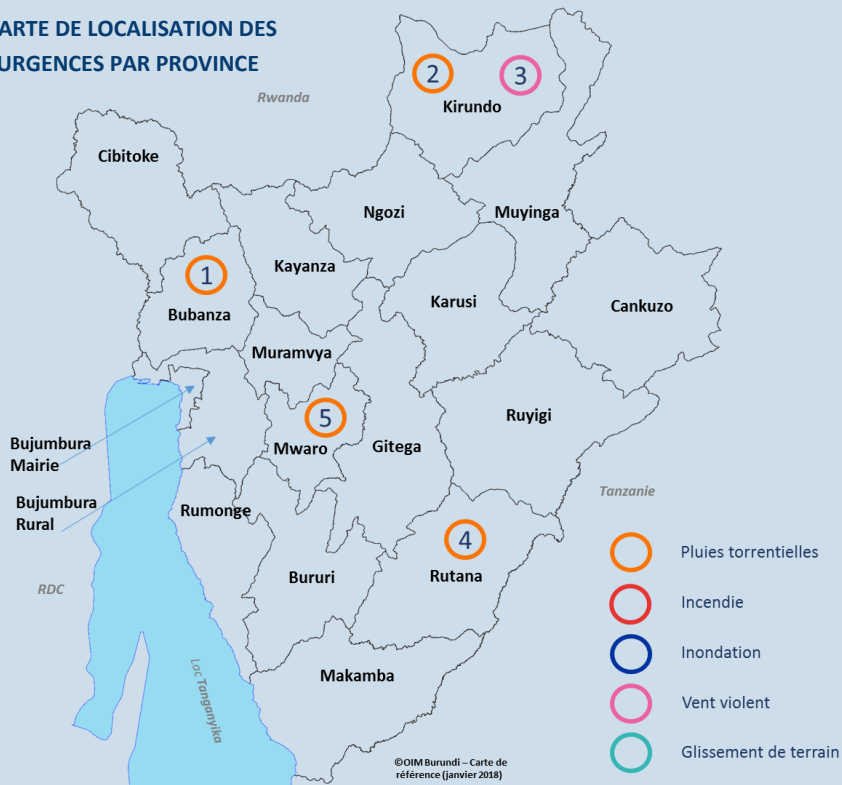 ARTE DE LOCALISATION DES
URGENCES PAR PROVINCE
Rwanda
2
3
Kirundo
Cibitoke
Ngozi
Muyinga
1
Kayanza
Bubanza
Karusi
Cankuzo
Muramvya
5
Ruyigi
Mwaro
Gitega
Bujumbura
Mairie
Bujumbura
Rural
Rumonge
Tanzanie
4
Rutana
Bururi
RDC
Lac Tanganyika
Makamba
Pluies torrentielles
Incendie
Inondation
Vent violent
Glissement de terrain
©OIM Burundi – Carte de
référence (janvier 2018)